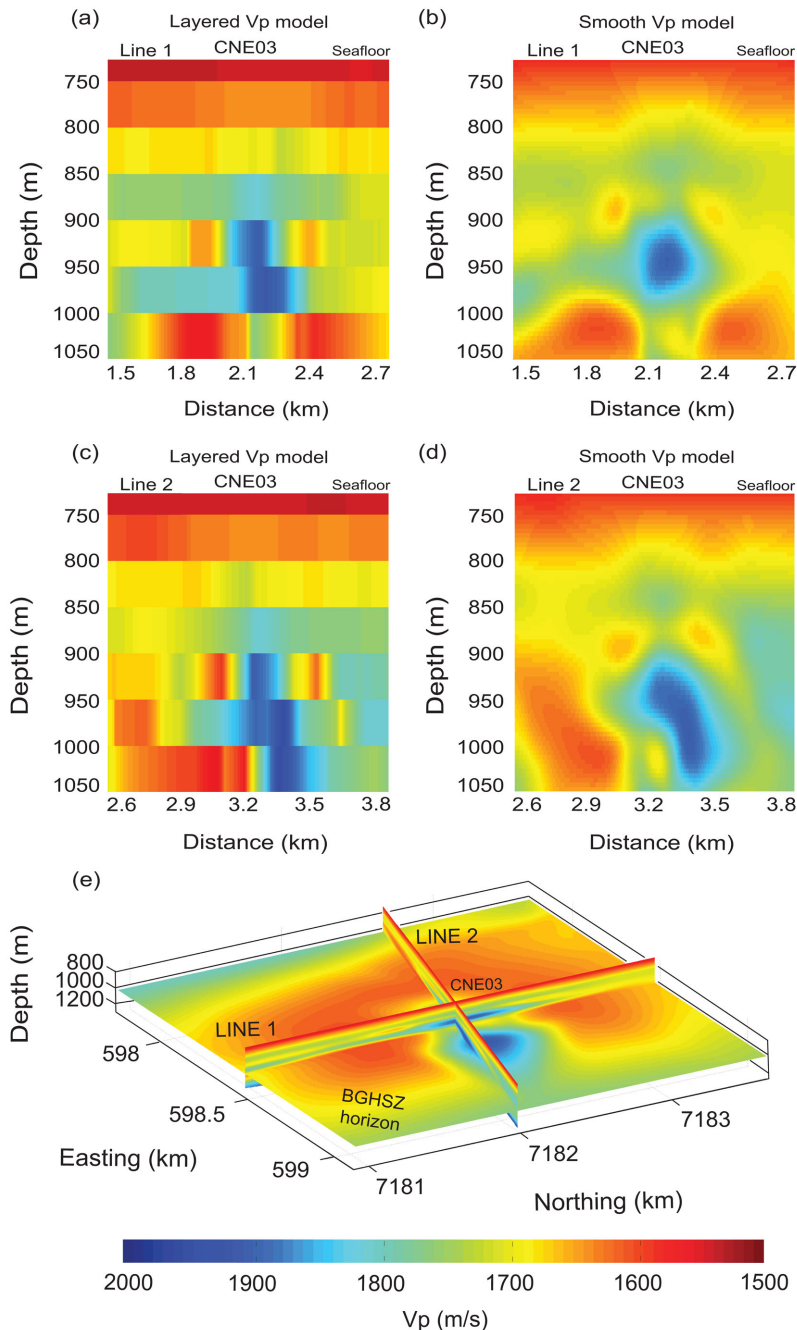 (a) Layered Vp model
Line 1 CNE03 Seafloor
Depth (m)
750
800
850
900
950
1000
1050
1.5 1.8 2.1 2.4 2.7
Distance (km)
(b) Smooth Vp model
Line 1 CNE03 Seafloor
Depth (m)
750
800
850
900
950
1000
1050
1.5 1.8 2.1 2.4 2.7
Distance (km)
(c) Layered Vp model
Line 2 CNE03 Seafloor
Depth (m)
750
800
850
900
950
1000
1050
2.6 2.9 3.2 3.5 3.8
Distance (km)
(d) Smooth Vp model
Line 2 CNE03 Seafloor
Depth (m)
750
800
850
900
950
1000
1050
2.6 2.9 3.2 3.5 3.8
Distance (km)
(e)
Depth (m)
800
1000
1200
LINE 2
CNE03
LINE 1
BGHSZ
horizon
598
598.5
599
Easting (km)
7181
7182
7183
Northing (km)
2000 1900 1800 1700 1600 1500
Vp (m/s)